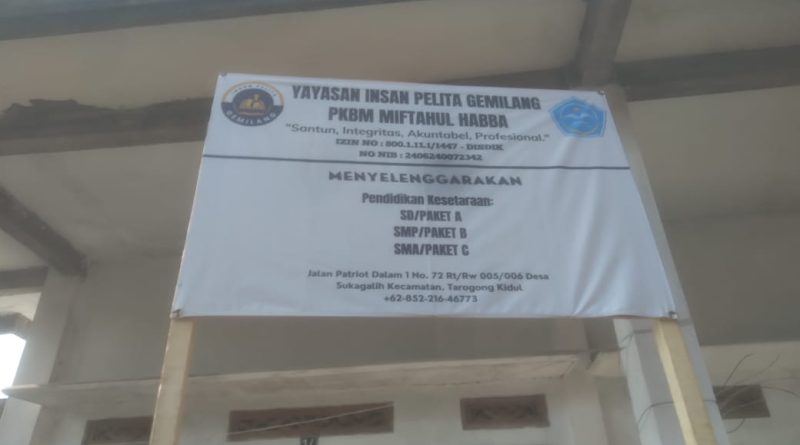 YAYASAN INSAN PELITA GEMILANG
PKBM MIFTAHUL HABBA
"Santun, Integritas, Akuntabel, Profesional."
IZIN NO : 800.1.11.1/1447 - DISDIK
NO NIB : 2406240072342
MENYELENGGARAKAN
Pendidikan Kesetaraan:
SD/PAKET A
SMP/PAKET B
SMA/PAKET C
Jalan Patriot Dalam 1 No. 72 Rt/Rw 005/006 Desa
Sukagalih Kecamatan, Tarogong Kidul
+62-852-216-46773
GEMILANG